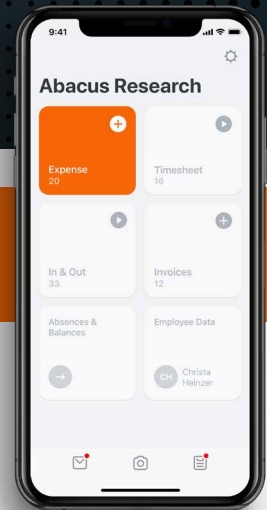 9:41
Abacus Research
Expense
20
Timesheet
16
In & Out
33
Invoices
12
Absences &
Balances
Employee Data
CH
Christa
Heinzer